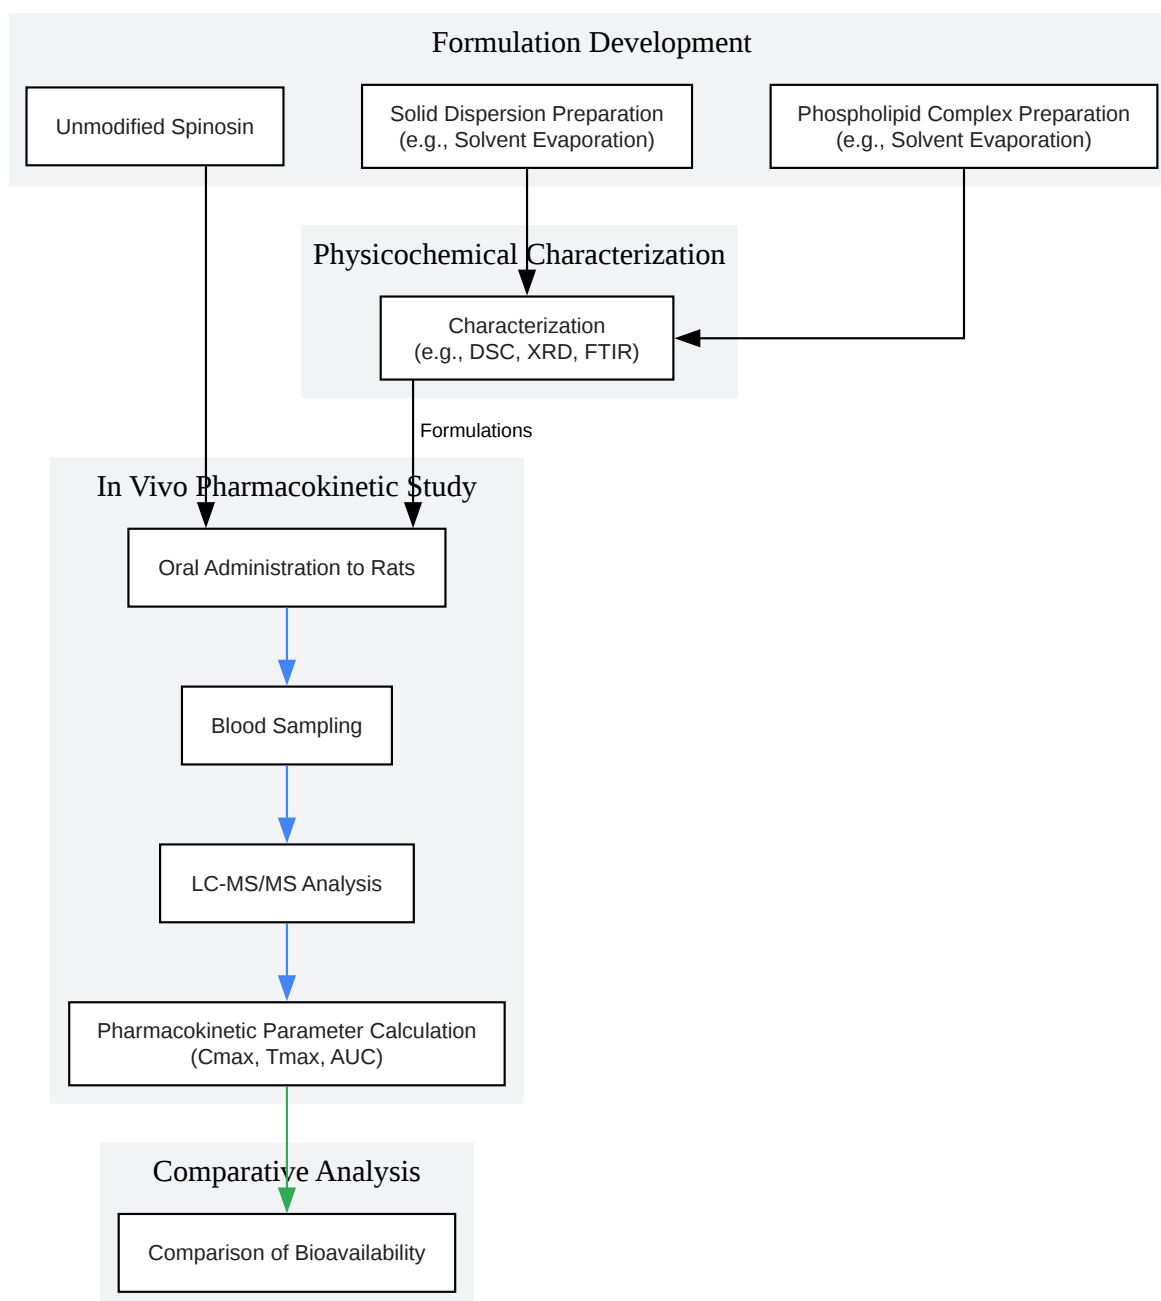 Formulation Development
Unmodified Spinosin
Solid Dispersion Preparation
(e.g., Solvent Evaporation)
Phospholipid Complex Preparation
(e.g., Solvent Evaporation)
Physicochemical Characterization
Characterization
(e.g., DSC, XRD, FTIR)
Formulations
In Vivo Pharmacokinetic Study
Oral Administration to Rats
Blood Sampling
LC-MS/MS Analysis
Pharmacokinetic Parameter Calculation
(Cmax, Tmax, AUC)
Comparative Analysis
Comparison of Bioavailability